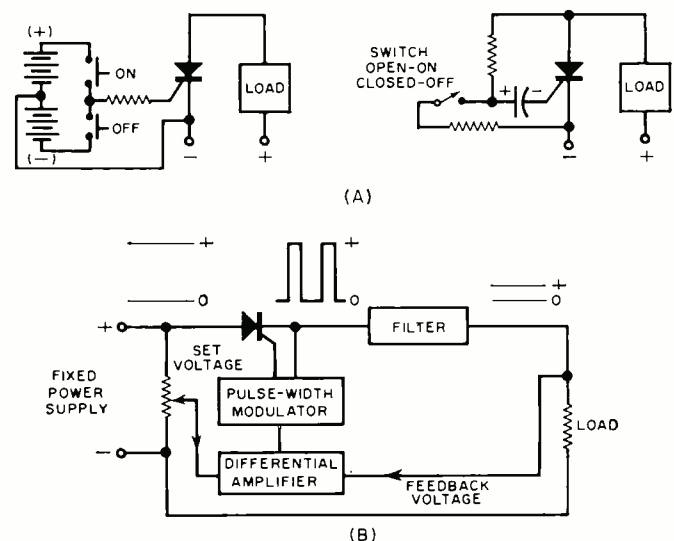 (+)
ON
OFF
(−)
LOAD
−
+
SWITCH
OPEN-ON
CLOSED-OFF
+
−
LOAD
−
+
(A)
+
0
+
0
+
0
+
FIXED
POWER
SUPPLY
−
SET
VOLTAGE
PULSE-WIDTH
MODULATOR
DIFFERENTIAL
AMPLIFIER
FILTER
FEEDBACK
VOLTAGE
LOAD
(B)